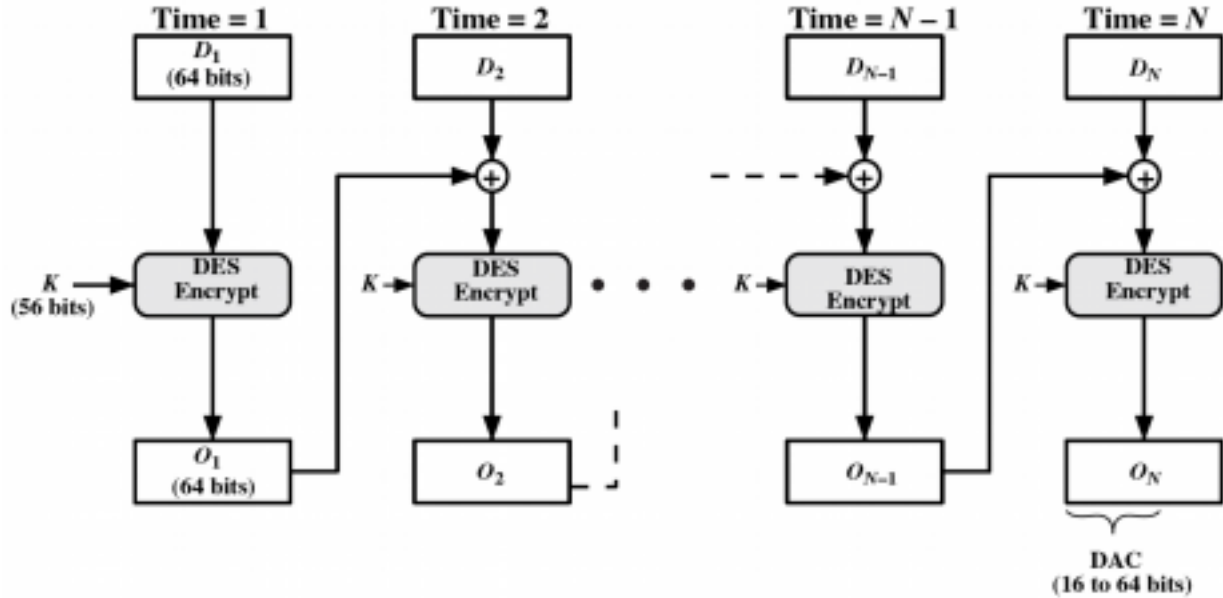 Time = 1
Time = 2
Time = N – 1
Time = N
D1
(64 bits)
D2
DN–1
DN
+
+
+
K
(56 bits)
DES
Encrypt
K
DES
Encrypt
K
DES
Encrypt
K
DES
Encrypt
O1
(64 bits)
O2
ON–1
ON
DAC
(16 to 64 bits)